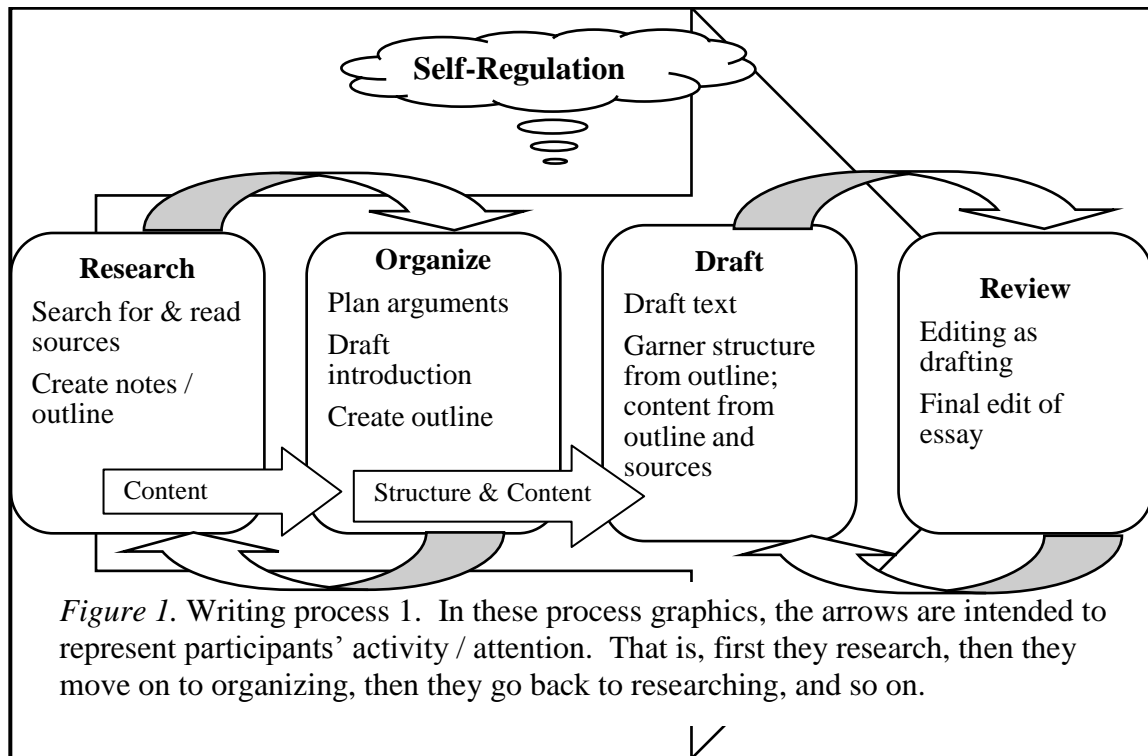 Self-Regulation
Research
Search for & read
sources
Create notes /
outline
Content
Organize
Plan arguments
Draft
introduction
Create outline
Structure & Content
Draft
Draft text
Garner structure
from outline;
content from
outline and
sources
Review
Editing as
drafting
Final edit of
essay
Figure 1. Writing process 1.  In these process graphics, the arrows are intended to
represent participants’ activity / attention.  That is, first they research, then they
move on to organizing, then they go back to researching, and so on.